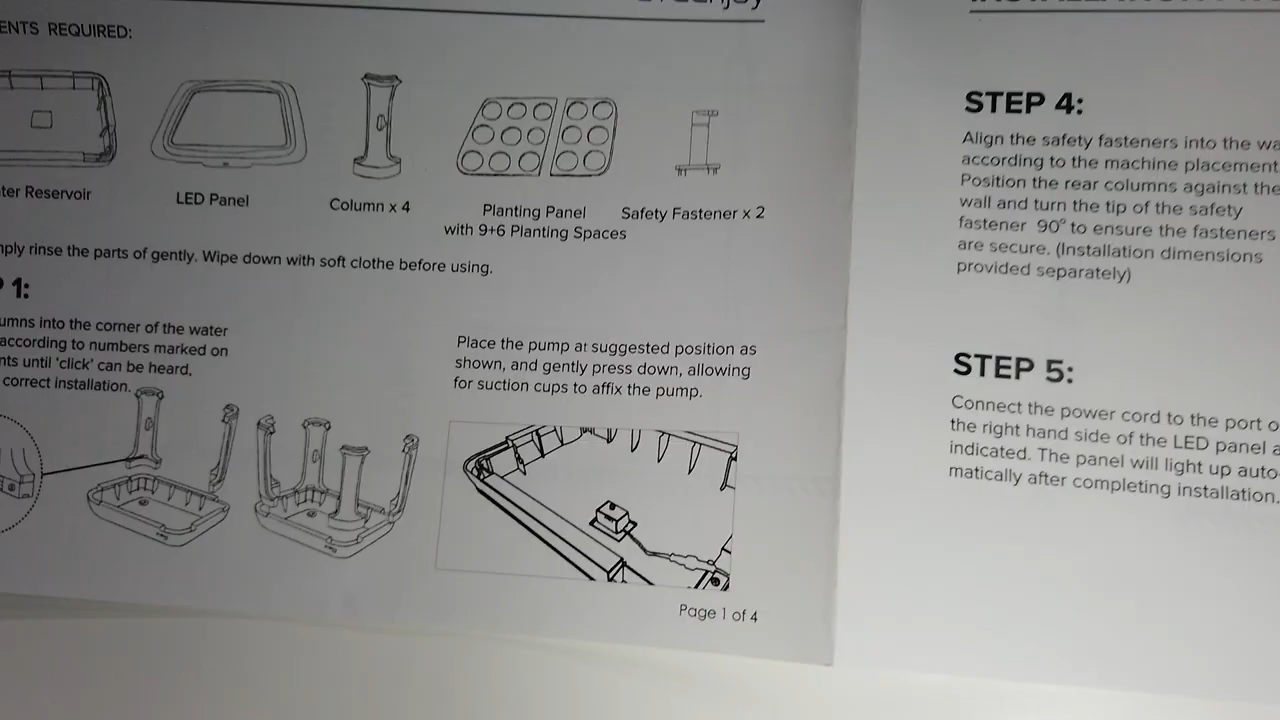 ENTS REQUIRED:
ter Reservoir
LED Panel
Column x 4
Planting Panel
with 9+6 Planting Spaces
Safety Fastener x 2
mply rinse the parts of gently. Wipe down with soft clothe before using.
1:
umns into the corner of the water
according to numbers marked on
nts until 'click' can be heard,
correct installation.
Place the pump at suggested position as
shown, and gently press down, allowing
for suction cups to affix the pump.
Page 1 of 4
STEP 4:
Align the safety fasteners into the wa
according to the machine placement
Position the rear columns against the
wall and turn the tip of the safety
fastener 90° to ensure the fasteners
are secure. (Installation dimensions
provided separately)
STEP 5:
Connect the power cord to the port o
the right hand side of the LED panel a
indicated. The panel will light up auto-
matically after completing installation.